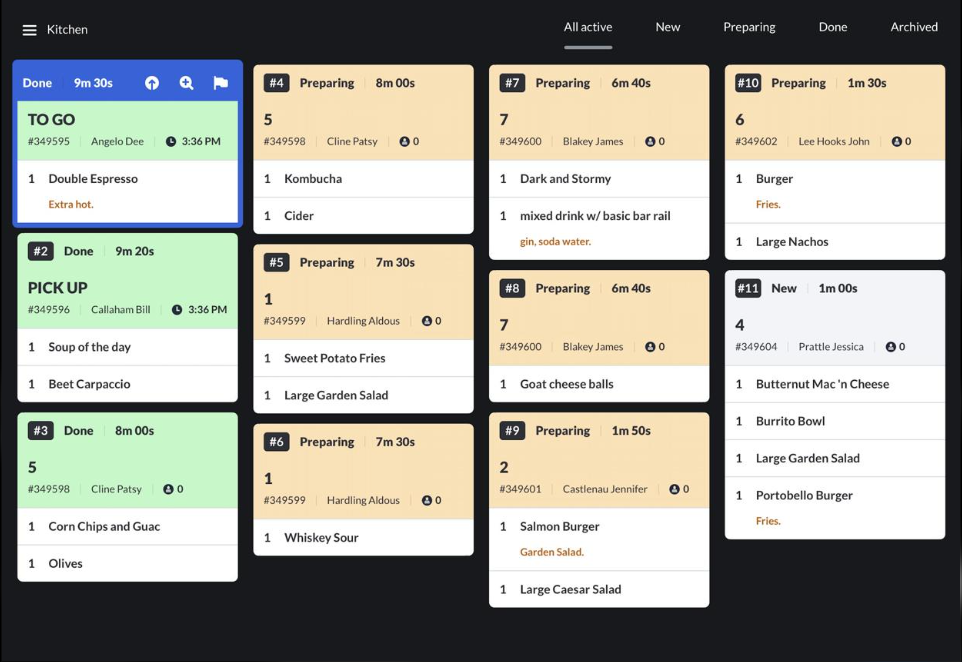 Kitchen
All active New Preparing Done Archived
Done 9m 30s
TO GO
#349595 Angelo Dee 3:36 PM
1 Double Espresso
Extra hot.
#2 Done 9m 20s
PICK UP
#349596 Callaham Bill 3:36 PM
1 Soup of the day
1 Beet Carpaccio
#3 Done 8m 00s
5
#349598 Cline Patsy 0
1 Corn Chips and Guac
1 Olives
#4 Preparing 8m 00s
5
#349598 Cline Patsy 0
1 Kombucha
1 Cider
#5 Preparing 7m 30s
1
#349599 Hardling Aldous 0
1 Sweet Potato Fries
1 Large Garden Salad
#6 Preparing 7m 30s
1
#349599 Hardling Aldous 0
1 Whiskey Sour
#7 Preparing 6m 40s
7
#349600 Blakey James 0
1 Dark and Stormy
1 mixed drink w/ basic bar rail
gin, soda water.
#8 Preparing 6m 40s
7
#349600 Blakey James 0
1 Goat cheese balls
#9 Preparing 1m 50s
2
#349601 Castlenau Jennifer 0
1 Salmon Burger
Garden Salad.
1 Large Caesar Salad
#10 Preparing 1m 30s
6
#349602 Lee Hooks John 0
1 Burger
Fries.
1 Large Nachos
#11 New 1m 00s
4
#349604 Prattle Jessica 0
1 Butternut Mac 'n Cheese
1 Burrito Bowl
1 Large Garden Salad
1 Portobello Burger
Fries.